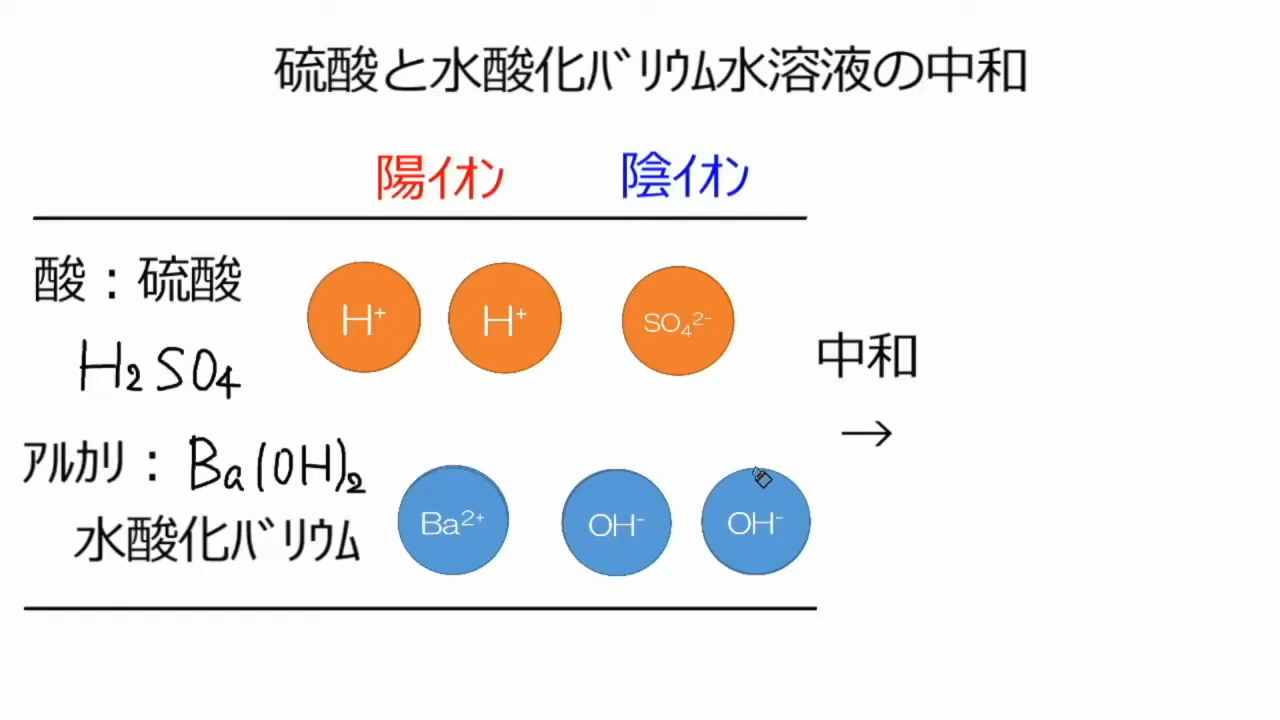 硫酸と水酸化ﾊﾞﾘｳﾑ水溶液の中和
陽ｲｵﾝ 陰ｲｵﾝ
酸：硫酸
H⁺ H⁺ SO₄²⁻
H₂SO₄
中和
→
ｱﾙｶﾘ：Ba(OH)₂
Ba²⁺ OH⁻ OH⁻
水酸化ﾊﾞﾘｳﾑ